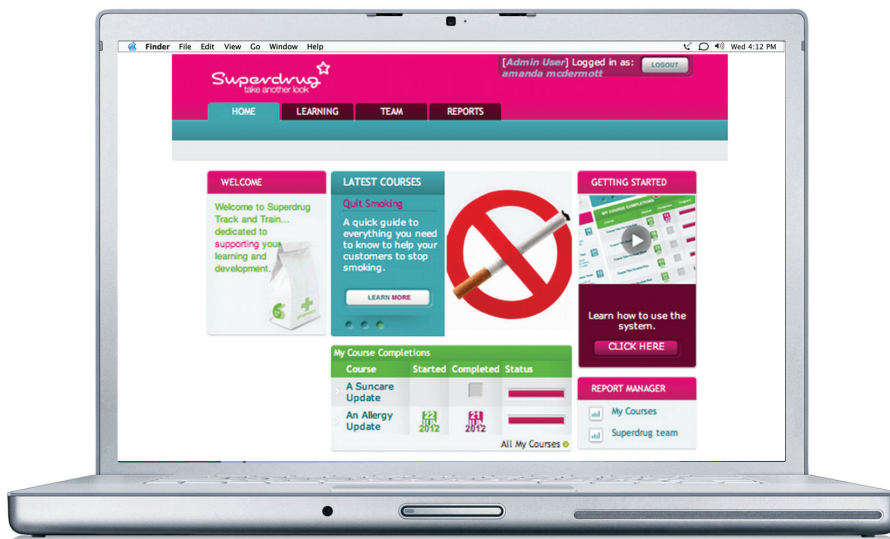 Finder File Edit View Go Window Help
Wed 4:12 PM
Superdrug
take another look
[Admin User] Logged in as:
amanda mcdermott
LOGOUT
HOME LEARNING TEAM REPORTS
WELCOME
Welcome to Superdrug
Track and Train...
dedicated to
supporting your
learning and
development.
LATEST COURSES
Quit Smoking
A quick guide to
everything you need
to know to help your
customers to stop
smoking.
LEARN MORE
GETTING STARTED
MY COURSE COMPLETIONS
Learn how to use the
system.
CLICK HERE
My Course Completions
Course Started Completed Status
A Suncare
Update
An Allergy
Update
22
JUN
2012
21
JUN
2012
All My Courses
REPORT MANAGER
My Courses
Superdrug team